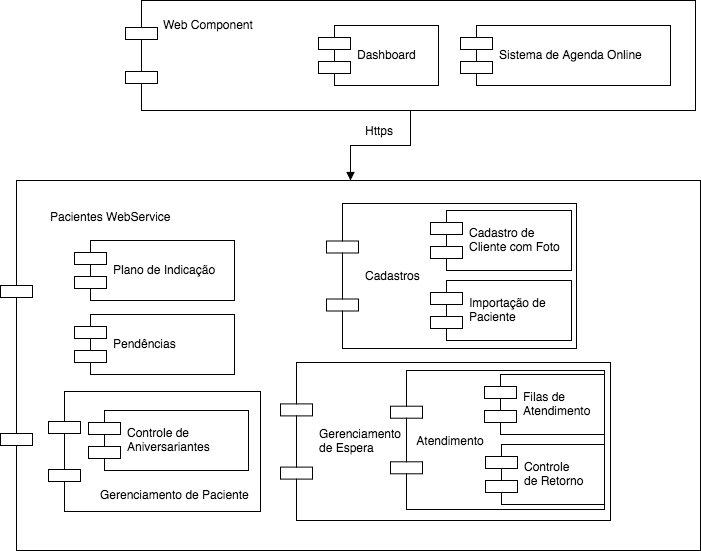 Web Component
Dashboard
Sistema de Agenda Online
Https
Pacientes WebService
Plano de Indicação
Pendências
Controle de
Aniversariantes
Gerenciamento de Paciente
Cadastros
Cadastro de
Cliente com Foto
Importação de
Paciente
Gerenciamento
de Espera
Atendimento
Filas de
Atendimento
Controle
de Retorno